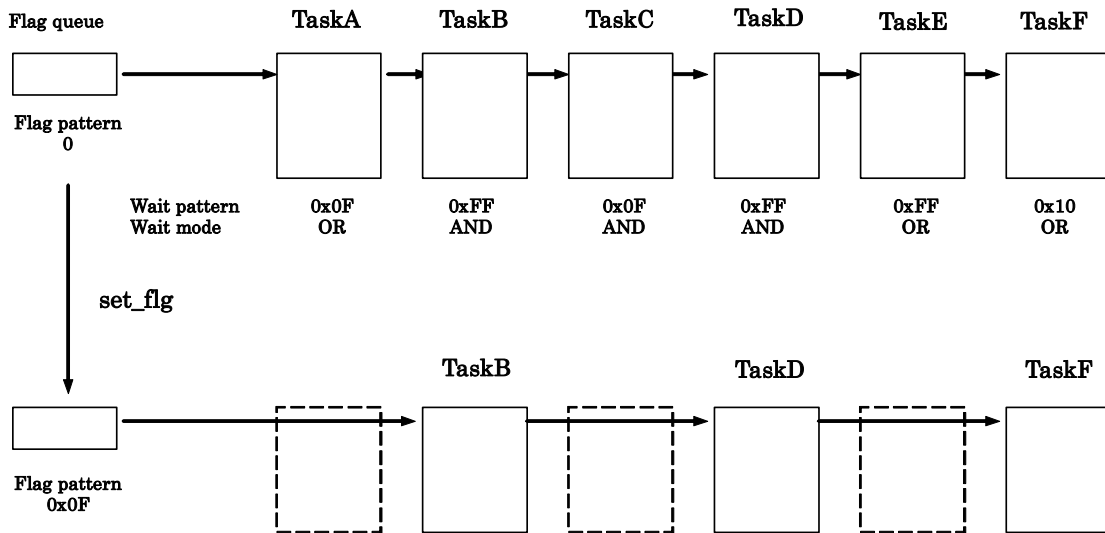 Flag queue
TaskA TaskB TaskC TaskD TaskE TaskF
Flag pattern
0
Wait pattern 0x0F 0xFF 0x0F 0xFF 0xFF 0x10
Wait mode OR AND AND AND OR OR
set_flg
TaskB TaskD TaskF
Flag pattern
0x0F